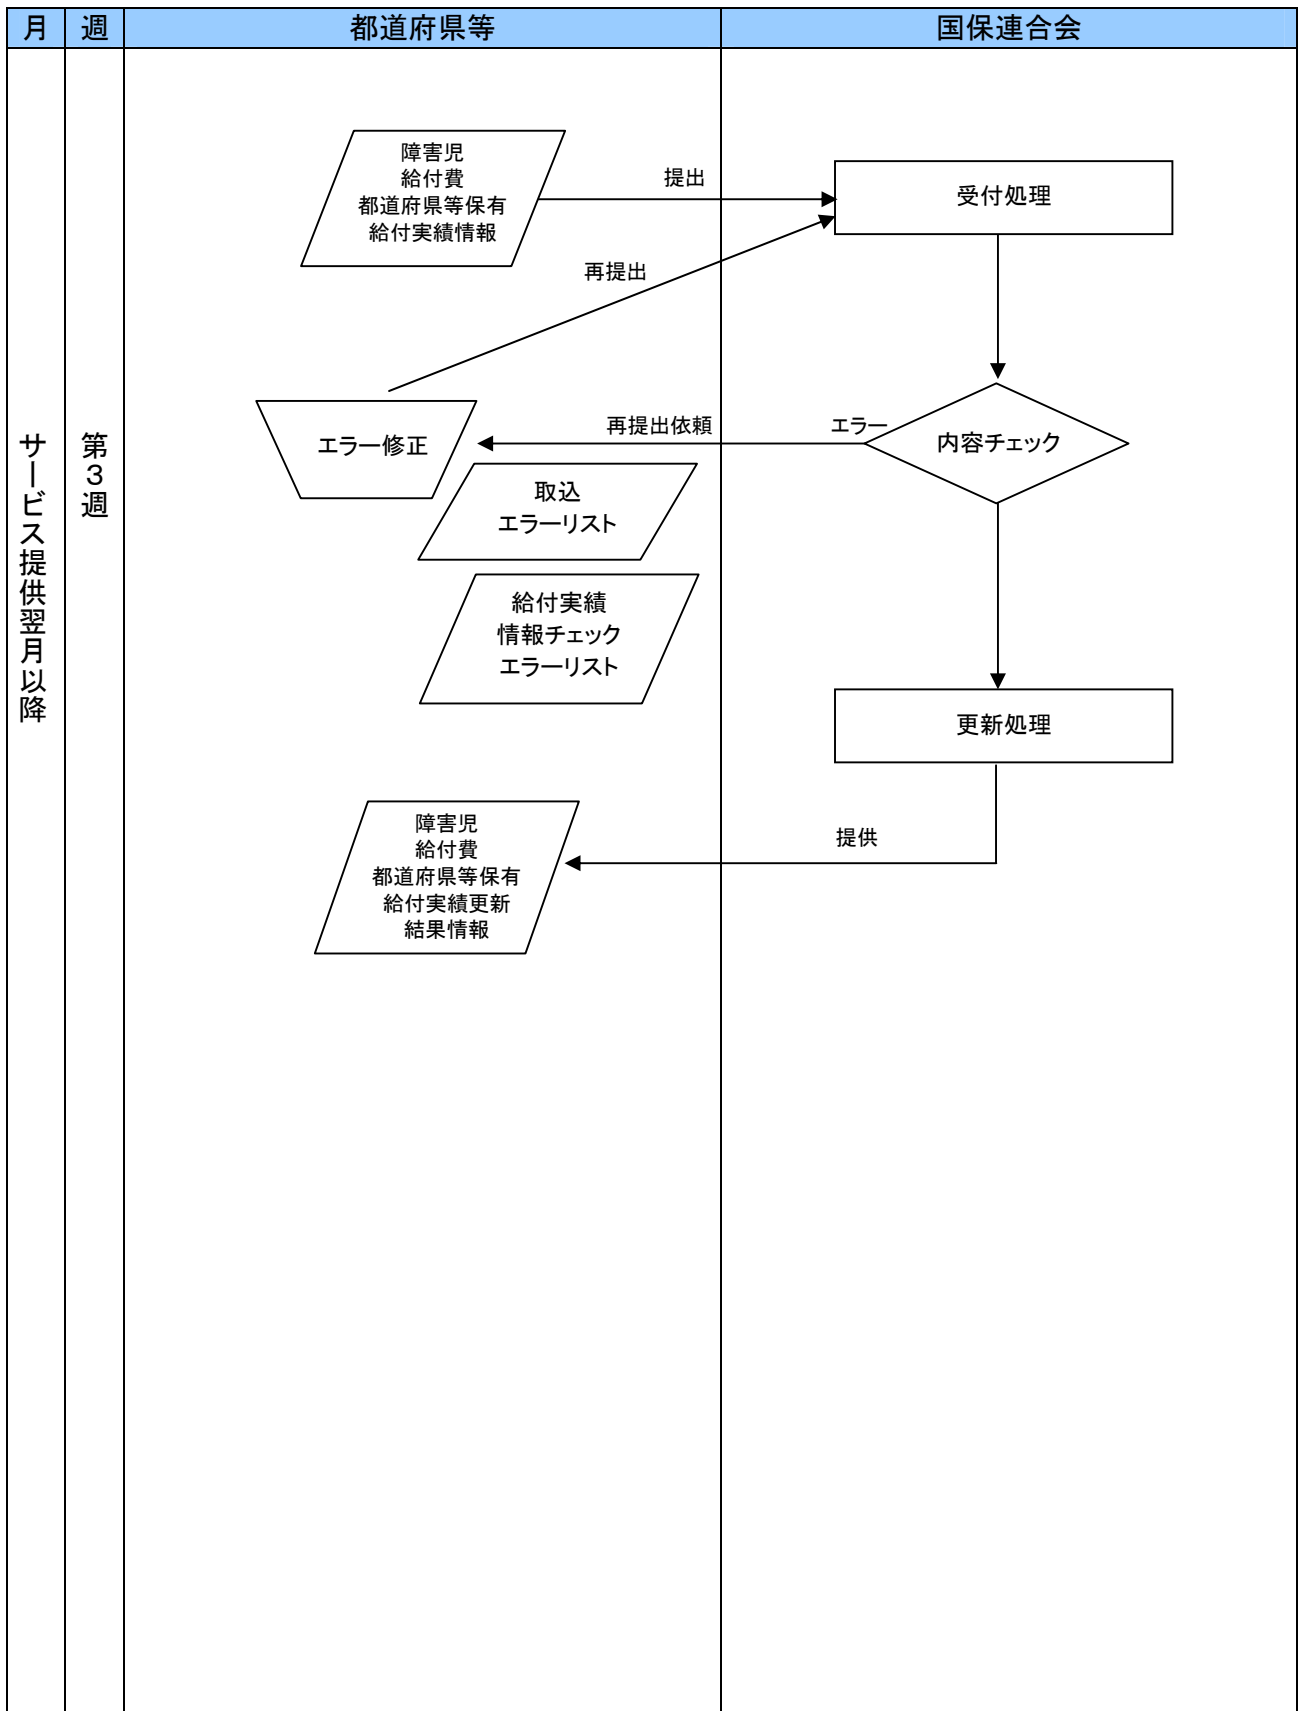 月
週
都道府県等
国保連合会
障害児
給付費
都道府県等保有
給付実績情報
提出
受付処理
再提出
エラー修正
再提出依頼
エラー
内容チェック
サービス提供翌月以降
第3週
取込
エラーリスト
給付実績
情報チェック
エラーリスト
更新処理
障害児
給付費
都道府県等保有
給付実績更新
結果情報
提供